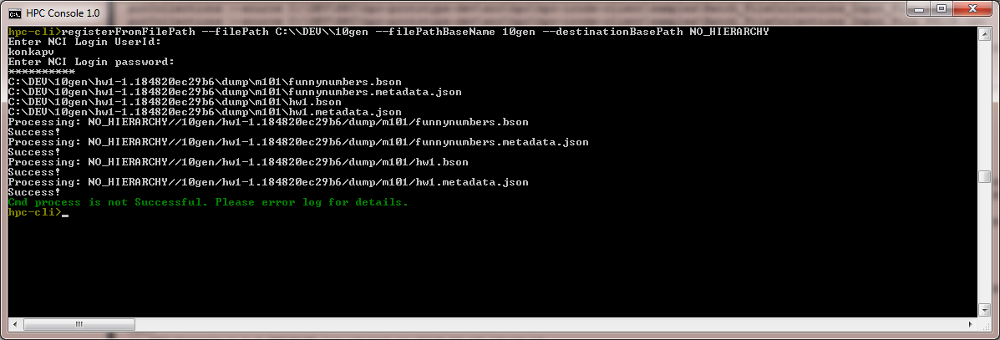 HPC Console 1.0
hpc-cli>registerFromFilePath --filePath C:\\DEV\\10gen --filePathBaseName 10gen --destinationBasePath NO_HIERARCHY
Enter NCI Login UserId:
konkapv
Enter NCI Login password:
**********
C:\DEV\10gen\hw1-1.184820ec29b6\dump\m101\funnynumbers.bson
C:\DEV\10gen\hw1-1.184820ec29b6\dump\m101\funnynumbers.metadata.json
C:\DEV\10gen\hw1-1.184820ec29b6\dump\m101\hw1.bson
C:\DEV\10gen\hw1-1.184820ec29b6\dump\m101\hw1.metadata.json
Processing: NO_HIERARCHY//10gen/hw1-1.184820ec29b6/dump/m101/funnynumbers.bson
Success!
Processing: NO_HIERARCHY//10gen/hw1-1.184820ec29b6/dump/m101/funnynumbers.metadata.json
Success!
Processing: NO_HIERARCHY//10gen/hw1-1.184820ec29b6/dump/m101/hw1.bson
Success!
Processing: NO_HIERARCHY//10gen/hw1-1.184820ec29b6/dump/m101/hw1.metadata.json
Success!
Cmd process is not Successful. Please error log for details.
hpc-cli>_